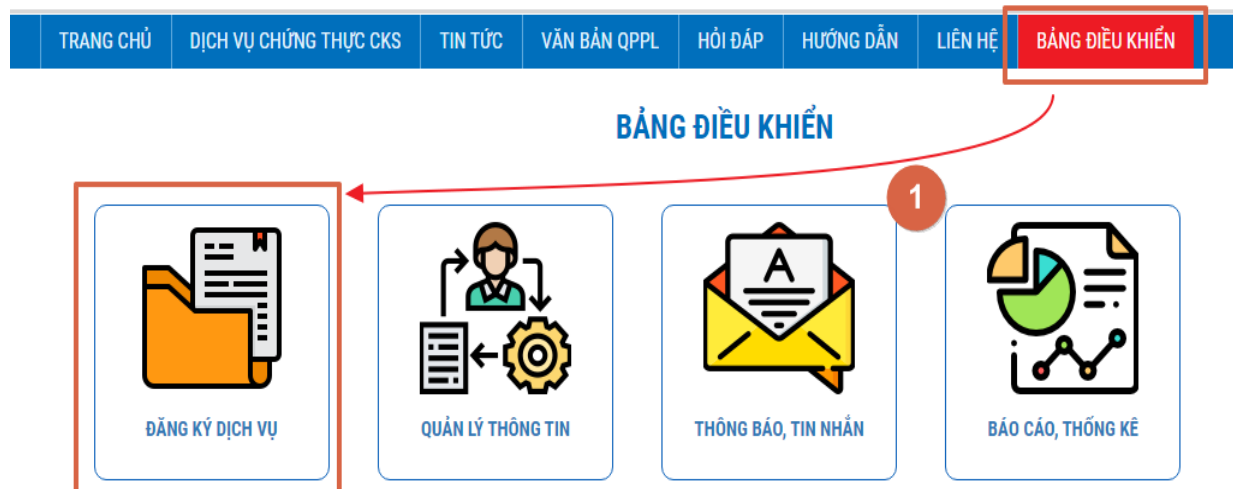 TRANG CHỦ DỊCH VỤ CHỨNG THỰC CKS TIN TỨC VĂN BẢN QPPL HỎI ĐÁP HƯỚNG DẪN LIÊN HỆ BẢNG ĐIỀU KHIỂN
BẢNG ĐIỀU KHIỂN
1
A
ĐĂNG KÝ DỊCH VỤ QUẢN LÝ THÔNG TIN THÔNG BÁO, TIN NHẮN BÁO CÁO, THỐNG KÊ